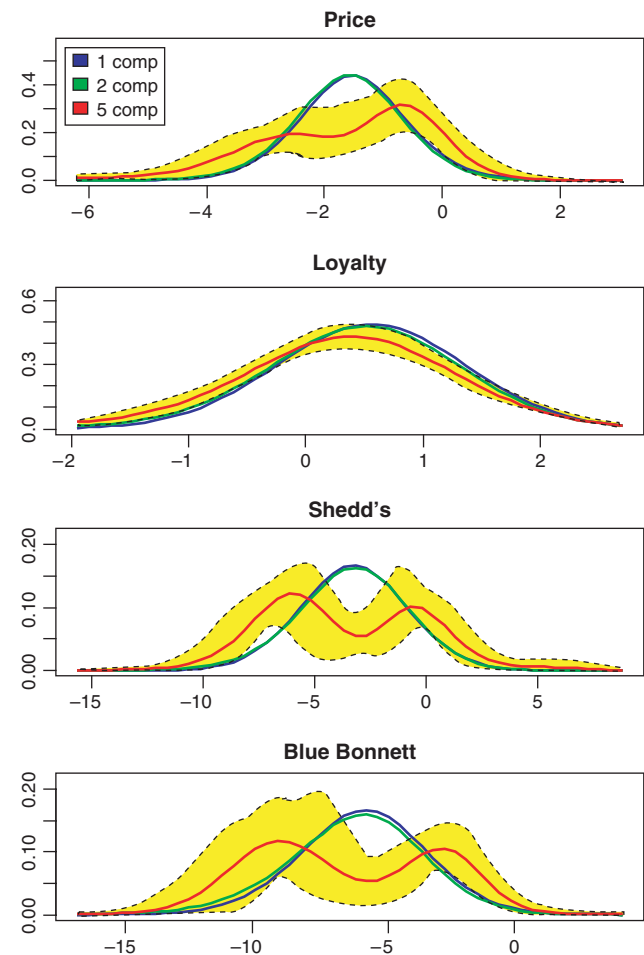 Price
1 comp
2 comp
5 comp
0.4
0.2
0.0
−6 −4 −2 0 2
Loyalty
0.6
0.3
0.0
−2 −1 0 1 2
Shedd's
0.20
0.10
0.00
−15 −10 −5 0 5
Blue Bonnett
0.20
0.10
0.00
−15 −10 −5 0